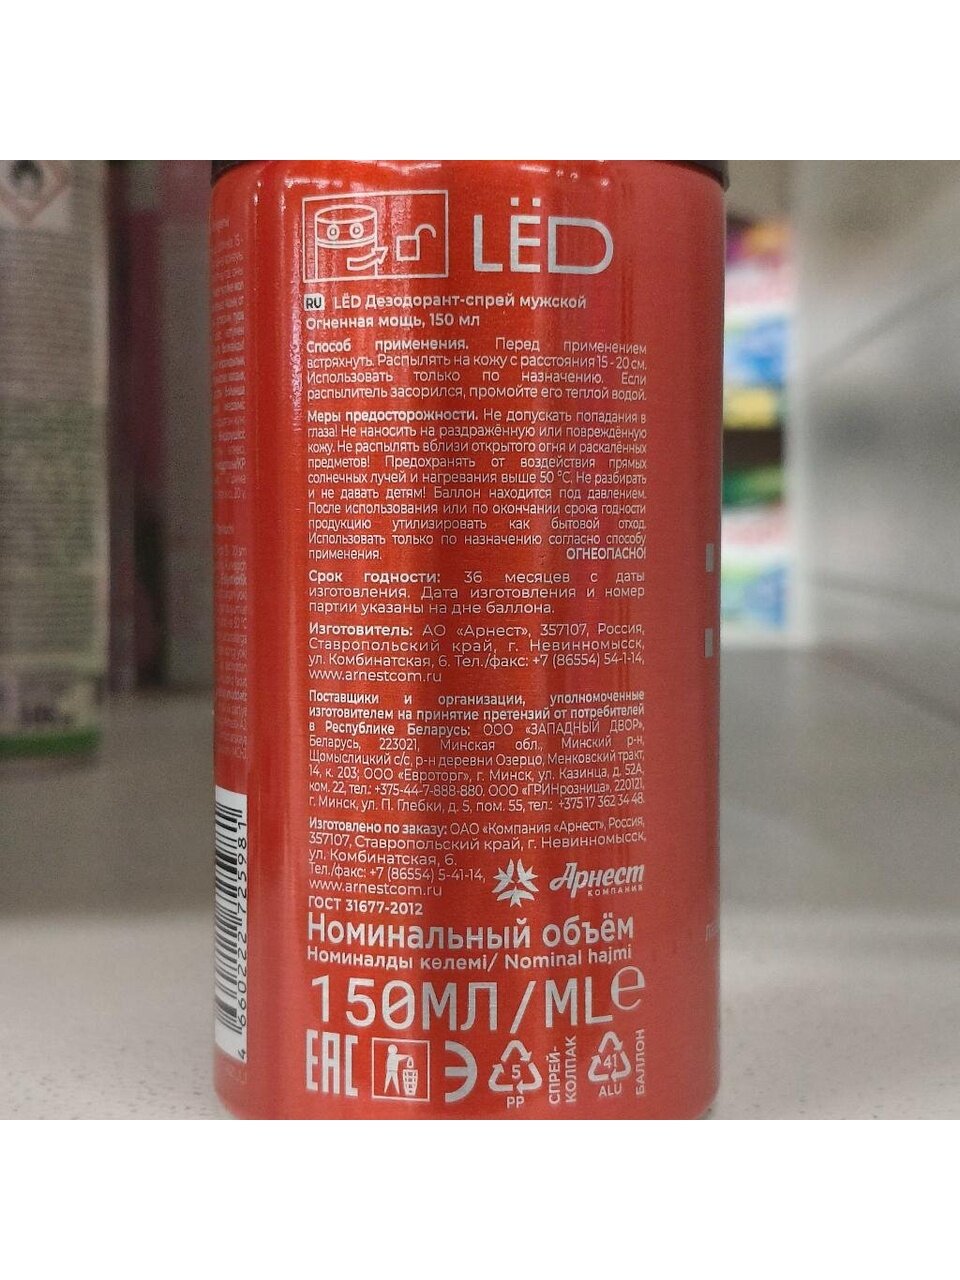 LЁD
RU LЁD Дезодорант-спрей мужской
Огненная мощь, 150 мл
Способ применения. Перед применением
встряхнуть. Распылять на кожу с расстояния 15 - 20 см.
Использовать только по назначению. Если
распылитель засорился, промойте его теплой водой.
Меры предосторожности. Не допускать попадания в
глаза! Не наносить на раздражённую или повреждённую
кожу. Не распылять вблизи открытого огня и раскалённых
предметов! Предохранять от воздействия прямых
солнечных лучей и нагревания выше 50 °C. Не разбирать
и не давать детям! Баллон находится под давлением.
После использования или по окончании срока годности
продукцию утилизировать как бытовой отход.
Использовать только по назначению согласно способу
применения. ОГНЕОПАСНО!
Срок годности: 36 месяцев с даты
изготовления. Дата изготовления и номер
партии указаны на дне баллона.
Изготовитель: АО «Арнест», 357107, Россия,
Ставропольский край, г. Невинномысск,
ул. Комбинатская, 6. Тел./факс: +7 (86554) 54-1-14,
www.arnestcom.ru
Поставщики и организации, уполномоченные
изготовителем на принятие претензий от потребителей
в Республике Беларусь: ООО «ЗАПАДНЫЙ ДВОР»,
Беларусь, 223021, Минская обл., Минский р-н,
Щомыслицкий с/с, р-н деревни Озерцо, Менковский тракт,
14, к. 203; ООО «Евроторг», г. Минск, ул. Казинца, д. 52А,
ком. 22, тел.: +375-44-7-888-880. ООО «ГРИНрозница», 220121,
г. Минск, ул. П. Глебки, д. 5, пом. 55, тел.: +375 17 362 34 48.
Изготовлено по заказу: ОАО «Компания «Арнест», Россия,
357107, Ставропольский край, г. Невинномысск,
ул. Комбинатская, 6.
Тел./факс: +7 (86554) 5-41-14,
www.arnestcom.ru
Арнест
КОМПАНИЯ
ГОСТ 31677-2012
Номинальный объём
Номиналды көлемі/ Nominal hajmi
150МЛ/ML e
EAC
Э
5
PP
СПРЕЙ-
КОЛПАК
41
ALU
БАЛЛОН
4 660222 725981